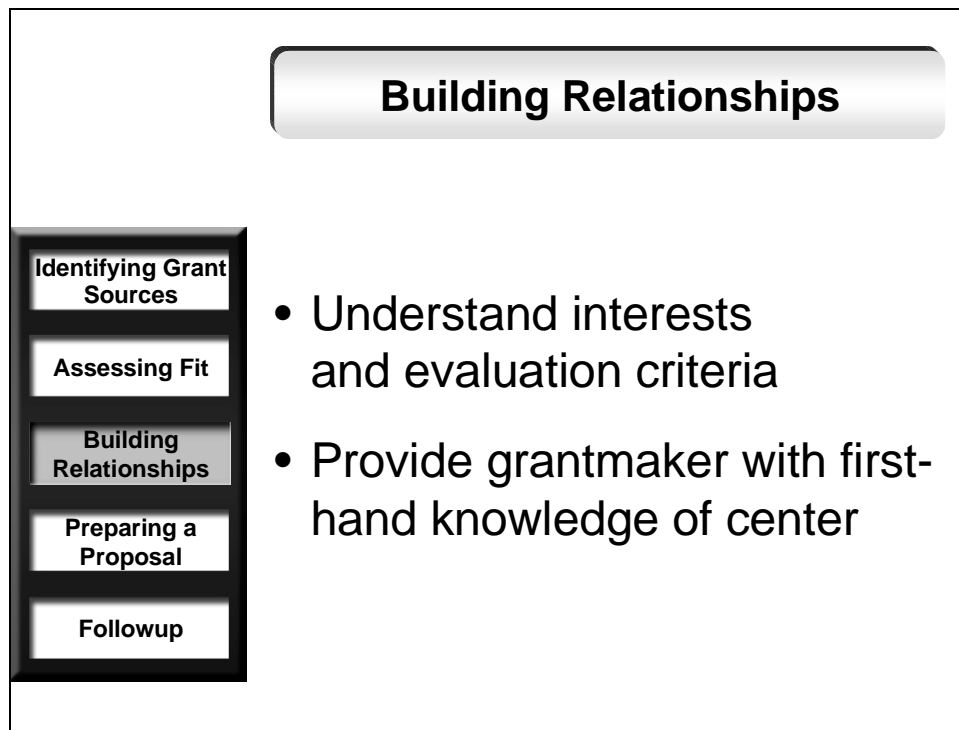 Building Relationships
Identifying Grant
Sources
Assessing Fit
Building
Relationships
Preparing a
Proposal
Followup
• Understand interests
and evaluation criteria
• Provide grantmaker with first-
hand knowledge of center